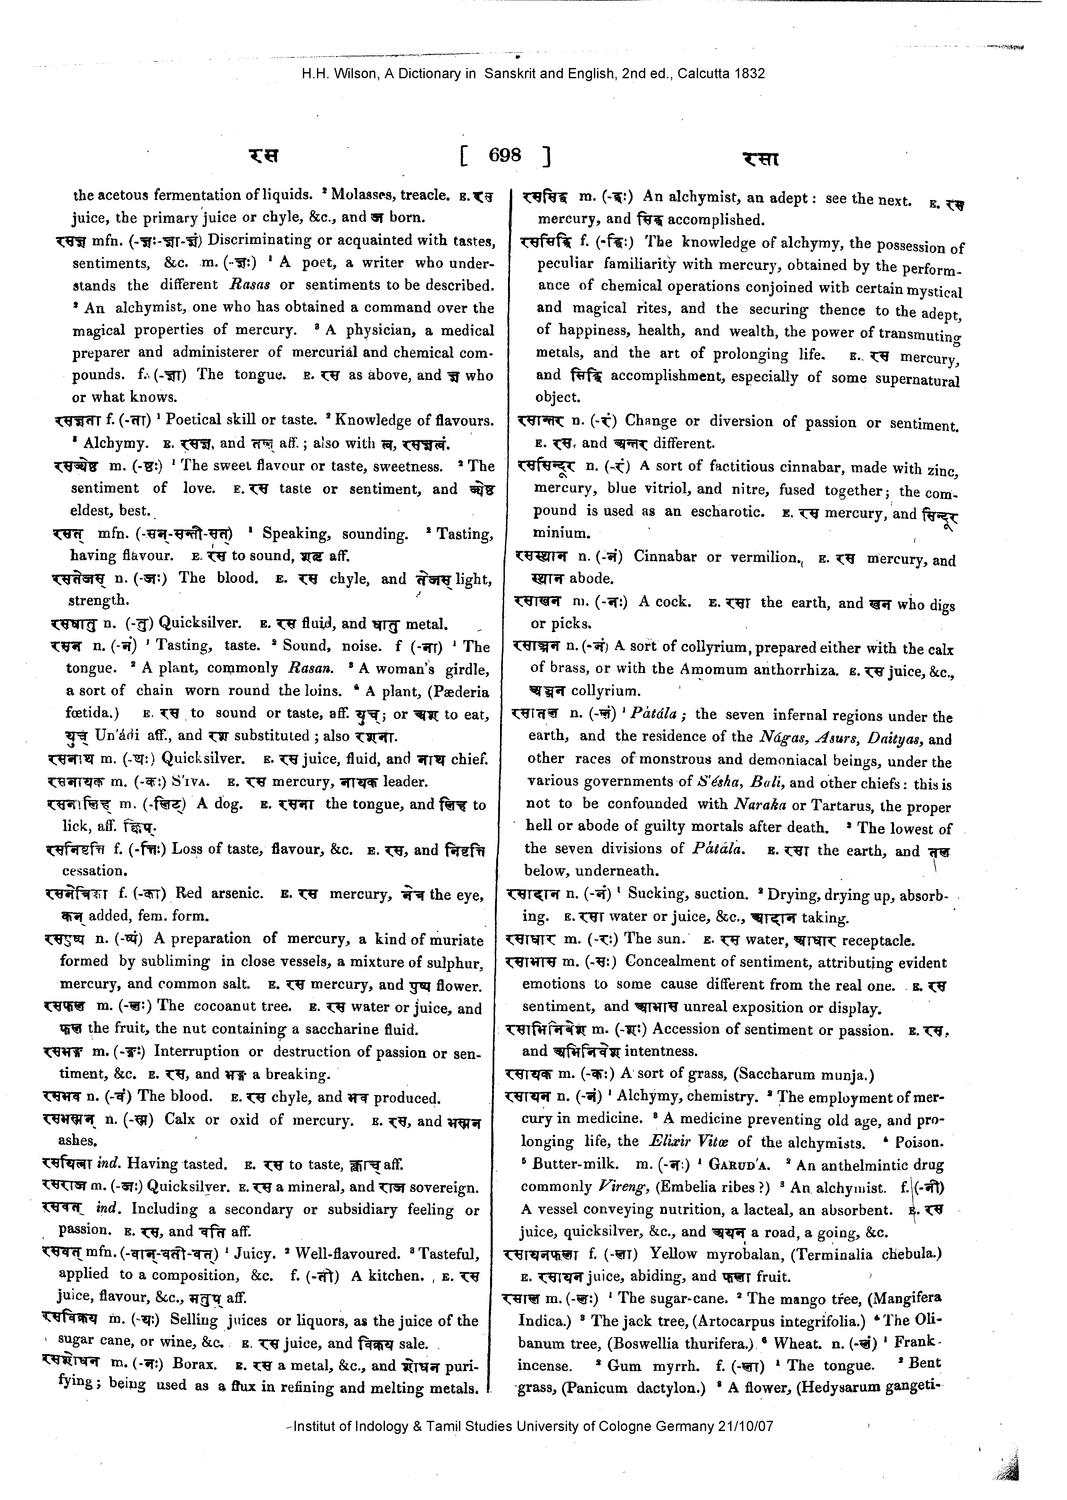 H.H. Wilson, A Dictionary in Sanskrit and English, 2nd ed., Calcutta 1832
रस [ 698 ] रसा
the acetous fermentation of liquids. ² Molasses, treacle. E. रस
juice, the primary juice or chyle, &c., and ज born.
रसज्ञ mfn. (-ज्ञः-ज्ञा-ज्ञं) Discriminating or acquainted with tastes,
sentiments, &c. m. (-ज्ञः) ¹ A poet, a writer who under-
stands the different Rasas or sentiments to be described.
² An alchymist, one who has obtained a command over the
magical properties of mercury. ³ A physician, a medical
preparer and administerer of mercurial and chemical com-
pounds. f. (-ज्ञा) The tongue. E. रस as above, and ज्ञ who
or what knows.
रसज्ञता f. (-ता) ¹ Poetical skill or taste. ² Knowledge of flavours.
³ Alchymy. E. रसज्ञ, and तल् aff.; also with त्व, रसज्ञत्वं.
रसज्येष्ठ m. (-ष्ठः) ¹ The sweet flavour or taste, sweetness. ² The
sentiment of love. E. रस taste or sentiment, and ज्येष्ठ
eldest, best.
रसत् mfn. (-सन्-सन्ती-सत्) ¹ Speaking, sounding. ² Tasting,
having flavour. E. रस to sound, शतृ aff.
रसतेजस् n. (-जः) The blood. E. रस chyle, and तेजस् light,
strength.
रसधातु n. (-तु) Quicksilver. E. रस fluid, and धातु metal.
रसन n. (-नं) ¹ Tasting, taste. ² Sound, noise. f (-ना) ¹ The
tongue. ² A plant, commonly Rasan. ³ A woman's girdle,
a sort of chain worn round the loins. ⁴ A plant, (Pæderia
fœtida.) E. रस to sound or taste, aff. युच्; or अश to eat,
युच् Un'ádi aff., and रश substituted; also रशना.
रसनाथ m. (-थः) Quicksilver. E. रस juice, fluid, and नाथ chief.
रसनायक m. (-कः) S'IVA. E. रस mercury, नायक leader.
रसनालिह् m. (-लिट्) A dog. E. रसना the tongue, and लिह् to
lick, aff. क्विप्.
रसनिवृत्ति f. (-त्तिः) Loss of taste, flavour, &c. E. रस, and निवृत्ति
cessation.
रसनेत्रिका f. (-का) Red arsenic. E. रस mercury, नेत्र the eye,
कन् added, fem. form.
रसपुष्प n. (-ष्पं) A preparation of mercury, a kind of muriate
formed by subliming in close vessels, a mixture of sulphur,
mercury, and common salt. E. रस mercury, and पुष्प flower.
रसफल m. (-लः) The cocoanut tree. E. रस water or juice, and
फल the fruit, the nut containing a saccharine fluid.
रसभङ्ग m. (-ङ्गः) Interruption or destruction of passion or sen-
timent, &c. E. रस, and भङ्ग a breaking.
रसभव n. (-वं) The blood. E. रस chyle, and भव produced.
रसभस्मन् n. (-स्म) Calx or oxid of mercury. E. रस, and भस्मन
ashes.
रसयित्वा ind. Having tasted. E. रस to taste, क्त्वाच् aff.
रसराज m. (-जः) Quicksilver. E. रस a mineral, and राज sovereign.
रसवत् ind. Including a secondary or subsidiary feeling or
passion. E. रस, and वति aff.
रसवत् mfn. (-वान्-वती-वत्) ¹ Juicy. ² Well-flavoured. ³ Tasteful,
applied to a composition, &c. f. (-ती) A kitchen. E. रस
juice, flavour, &c., मतुप् aff.
रसविक्रय m. (-यः) Selling juices or liquors, as the juice of the
sugar cane, or wine, &c. E. रस juice, and विक्रय sale.
रसशोधन m. (-नः) Borax. E. रस a metal, &c., and शोधन puri-
fying; being used as a flux in refining and melting metals.
रससिद्ध m. (-द्धः) An alchymist, an adept: see the next. E. रस
mercury, and सिद्ध accomplished.
रससिद्धि f. (-द्धिः) The knowledge of alchymy, the possession of
peculiar familiarity with mercury, obtained by the perform-
ance of chemical operations conjoined with certain mystical
and magical rites, and the securing thence to the adept,
of happiness, health, and wealth, the power of transmuting
metals, and the art of prolonging life. E. रस mercury,
and सिद्धि accomplishment, especially of some supernatural
object.
रसान्तर n. (-रं) Change or diversion of passion or sentiment.
E. रस, and अन्तर different.
रससिन्दूर n. (-रं) A sort of factitious cinnabar, made with zinc,
mercury, blue vitriol, and nitre, fused together; the com-
pound is used as an escharotic. E. रस mercury, and सिन्दूर
minium.
रसस्थान n. (-नं) Cinnabar or vermilion. E. रस mercury, and
स्थान abode.
रसाखन m. (-नः) A cock. E. रसा the earth, and खन who digs
or picks.
रसाञ्जन n. (-नं) A sort of collyrium, prepared either with the calx
of brass, or with the Amomum anthorrhiza. E. रस juice, &c.,
अञ्जन collyrium.
रसातल n. (-लं) ¹ Pátála; the seven infernal regions under the
earth, and the residence of the Nágas, Asurs, Daityas, and
other races of monstrous and demoniacal beings, under the
various governments of S'ésha, Bali, and other chiefs: this is
not to be confounded with Naraka or Tartarus, the proper
hell or abode of guilty mortals after death. ² The lowest of
the seven divisions of Pátála. E. रसा the earth, and तल
below, underneath.
रसादान n. (-नं) ¹ Sucking, suction. ² Drying, drying up, absorb-
ing. E. रसा water or juice, &c., आदान taking.
रसाधार m. (-रः) The sun. E. रस water, आधार receptacle.
रसाभास m. (-सः) Concealment of sentiment, attributing evident
emotions to some cause different from the real one. E. रस
sentiment, and आभास unreal exposition or display.
रसाभिनिवेश m. (-शः) Accession of sentiment or passion. E. रस,
and अभिनिवेश intentness.
रसायक m. (-कः) A sort of grass, (Saccharum munja.)
रसायन n. (-नं) ¹ Alchymy, chemistry. ² The employment of mer-
cury in medicine. ³ A medicine preventing old age, and pro-
longing life, the Elixir Vitæ of the alchymists. ⁴ Poison.
⁵ Butter-milk. m. (-नः) ¹ GARUD'A. ² An anthelmintic drug
commonly Vireng, (Embelia ribes?) ³ An alchymist. f. (-नी)
A vessel conveying nutrition, a lacteal, an absorbent. E. रस
juice, quicksilver, &c., and अयन a road, a going, &c.
रसायनफला f. (-ला) Yellow myrobalan, (Terminalia chebula.)
E. रसायन juice, abiding, and फला fruit.
रसाल m. (-लः) ¹ The sugar-cane. ² The mango tree, (Mangifera
Indica.) ³ The jack tree, (Artocarpus integrifolia.) ⁴ The Oli-
banum tree, (Boswellia thurifera.) ⁶ Wheat. n. (-लं) ¹ Frank-
incense. ² Gum myrrh. f. (-ला) ¹ The tongue. ² Bent
grass, (Panicum dactylon.) ³ A flower, (Hedysarum gangeti-
Institut of Indology & Tamil Studies University of Cologne Germany 21/10/07